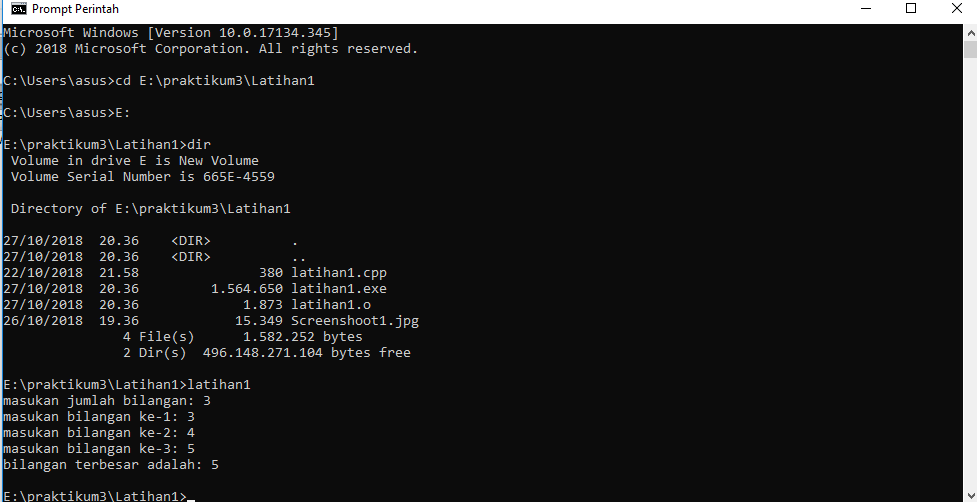 Prompt Perintah
Microsoft Windows [Version 10.0.17134.345]
(c) 2018 Microsoft Corporation. All rights reserved.
C:\Users\asus>cd E:\praktikum3\Latihan1
C:\Users\asus>E:
E:\praktikum3\Latihan1>dir
Volume in drive E is New Volume
Volume Serial Number is 665E-4559
Directory of E:\praktikum3\Latihan1
27/10/2018  20.36    <DIR>          .
27/10/2018  20.36    <DIR>          ..
22/10/2018  21.58               380 latihan1.cpp
27/10/2018  20.36         1.564.650 latihan1.exe
27/10/2018  20.36             1.873 latihan1.o
26/10/2018  19.36            15.349 Screenshoot1.jpg
4 File(s)      1.582.252 bytes
2 Dir(s)  496.148.271.104 bytes free
E:\praktikum3\Latihan1>latihan1
masukan jumlah bilangan: 3
masukan bilangan ke-1: 3
masukan bilangan ke-2: 4
masukan bilangan ke-3: 5
bilangan terbesar adalah: 5
E:\praktikum3\Latihan1>_